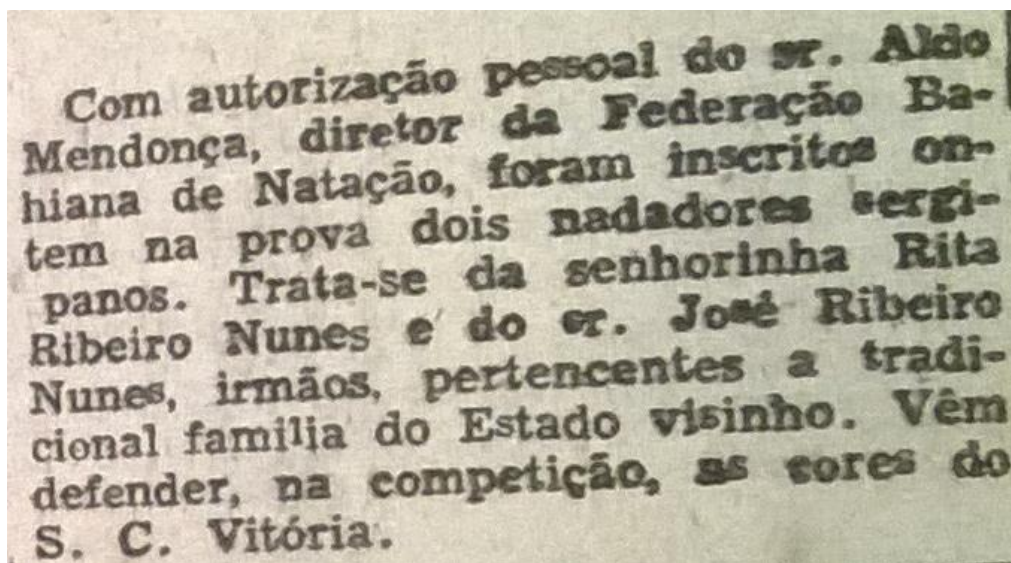 Com autorização pessoal do sr. Aldo
Mendonça, diretor da Federação Ba-
hiana de Natação, foram inscritos on-
tem na prova dois nadadores sergi-
panos. Trata-se da senhorinha Rita
Ribeiro Nunes e do sr. José Ribeiro
Nunes, irmãos, pertencentes a tradi-
cional familia do Estado visinho. Vêm
defender, na competição, as cores do
S. C. Vitória.